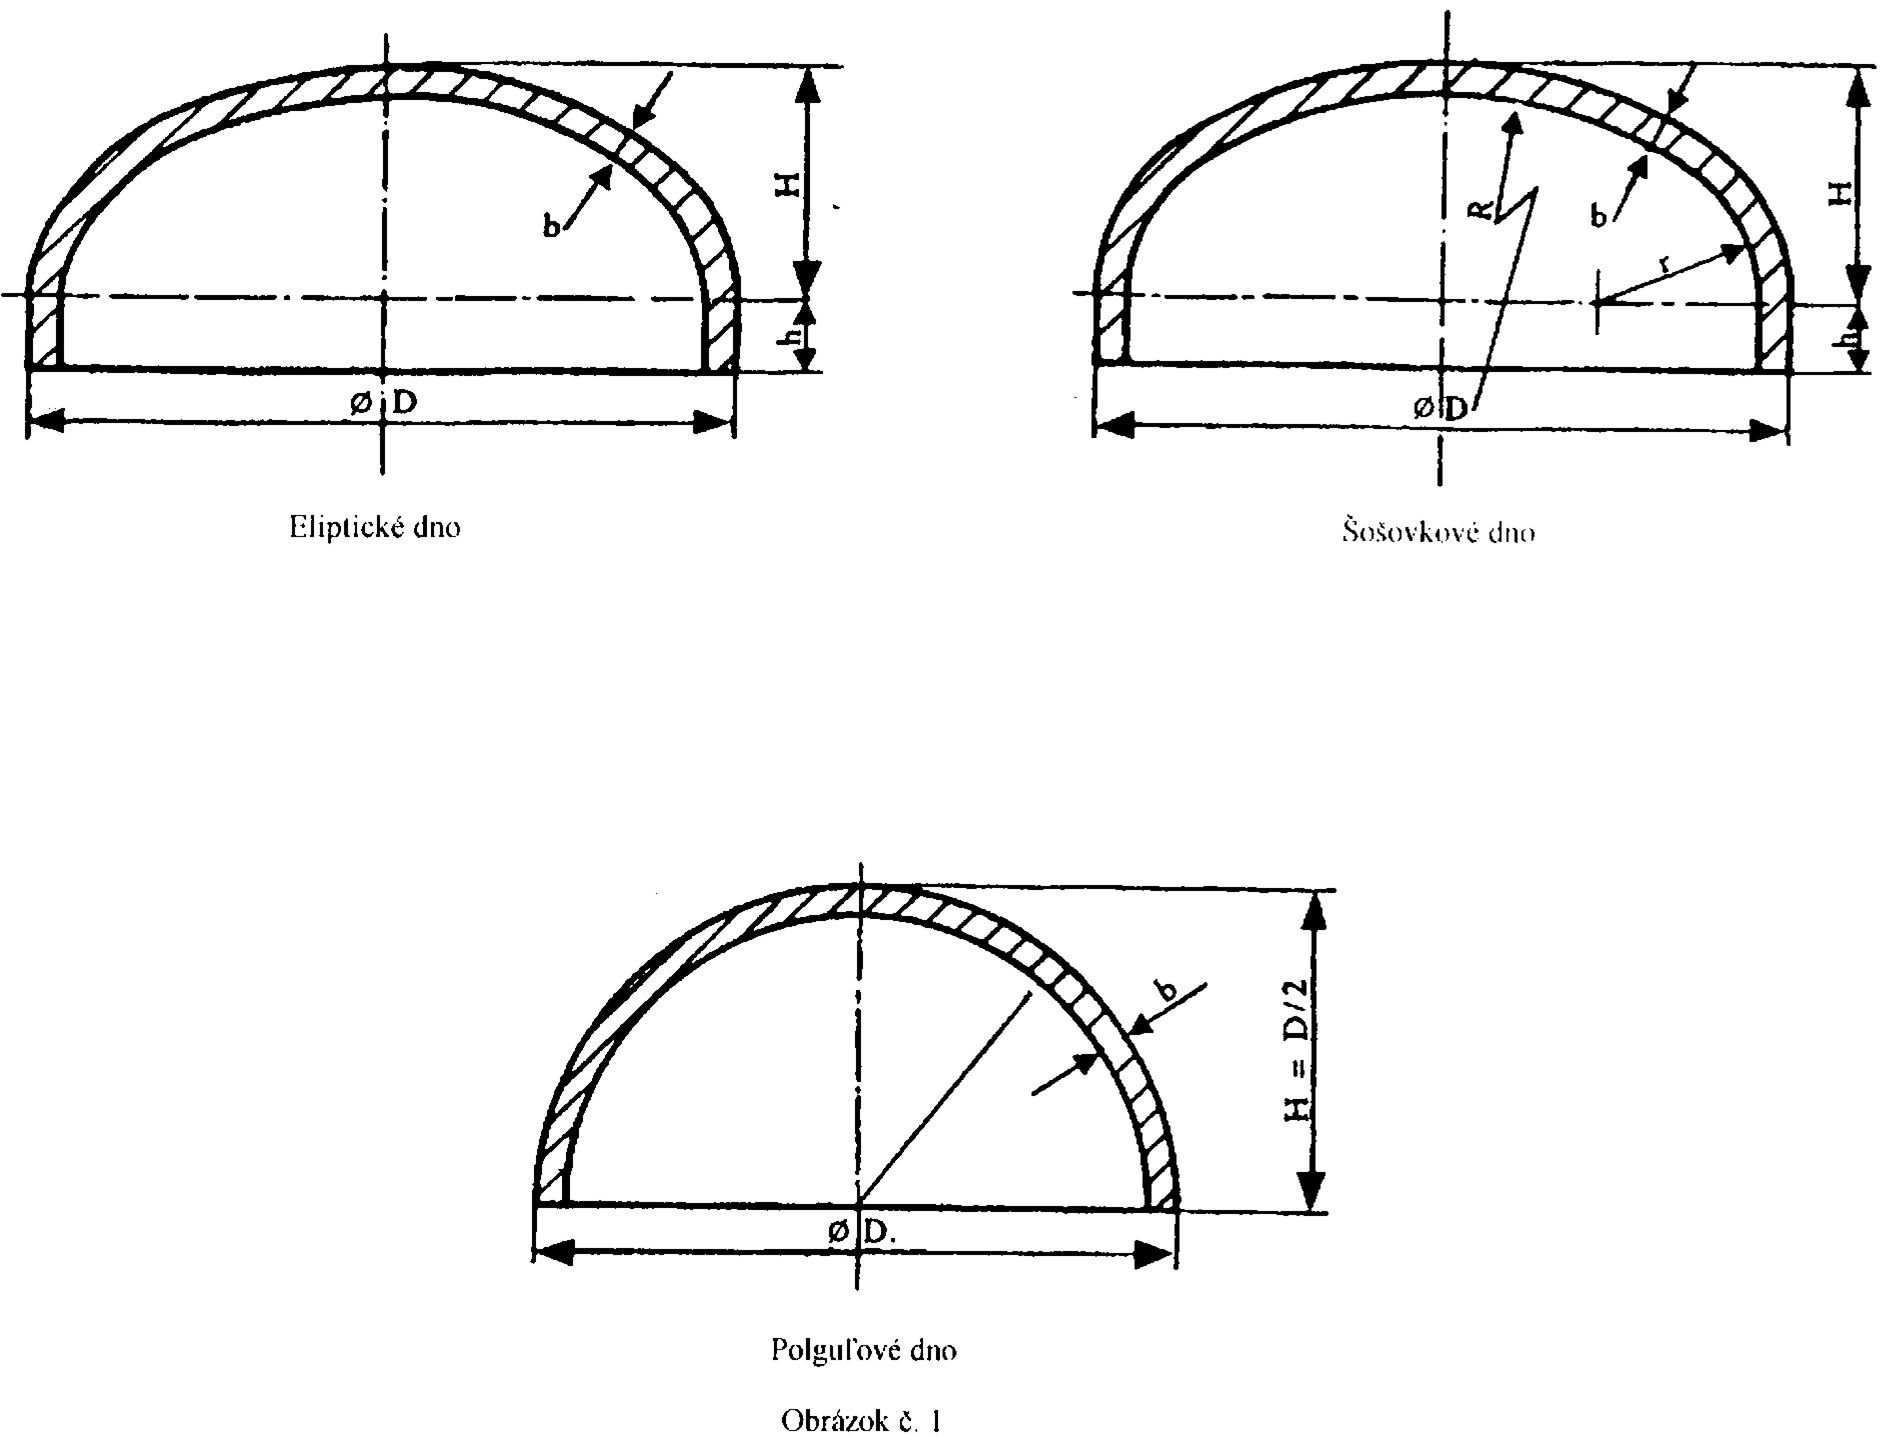 H
b
h
Ø D
Eliptické dno
H
R
b
r
h
Ø D
Šošovkové dno
b
H = D/2
Ø D.
Polguľové dno
Obrázok č. 1